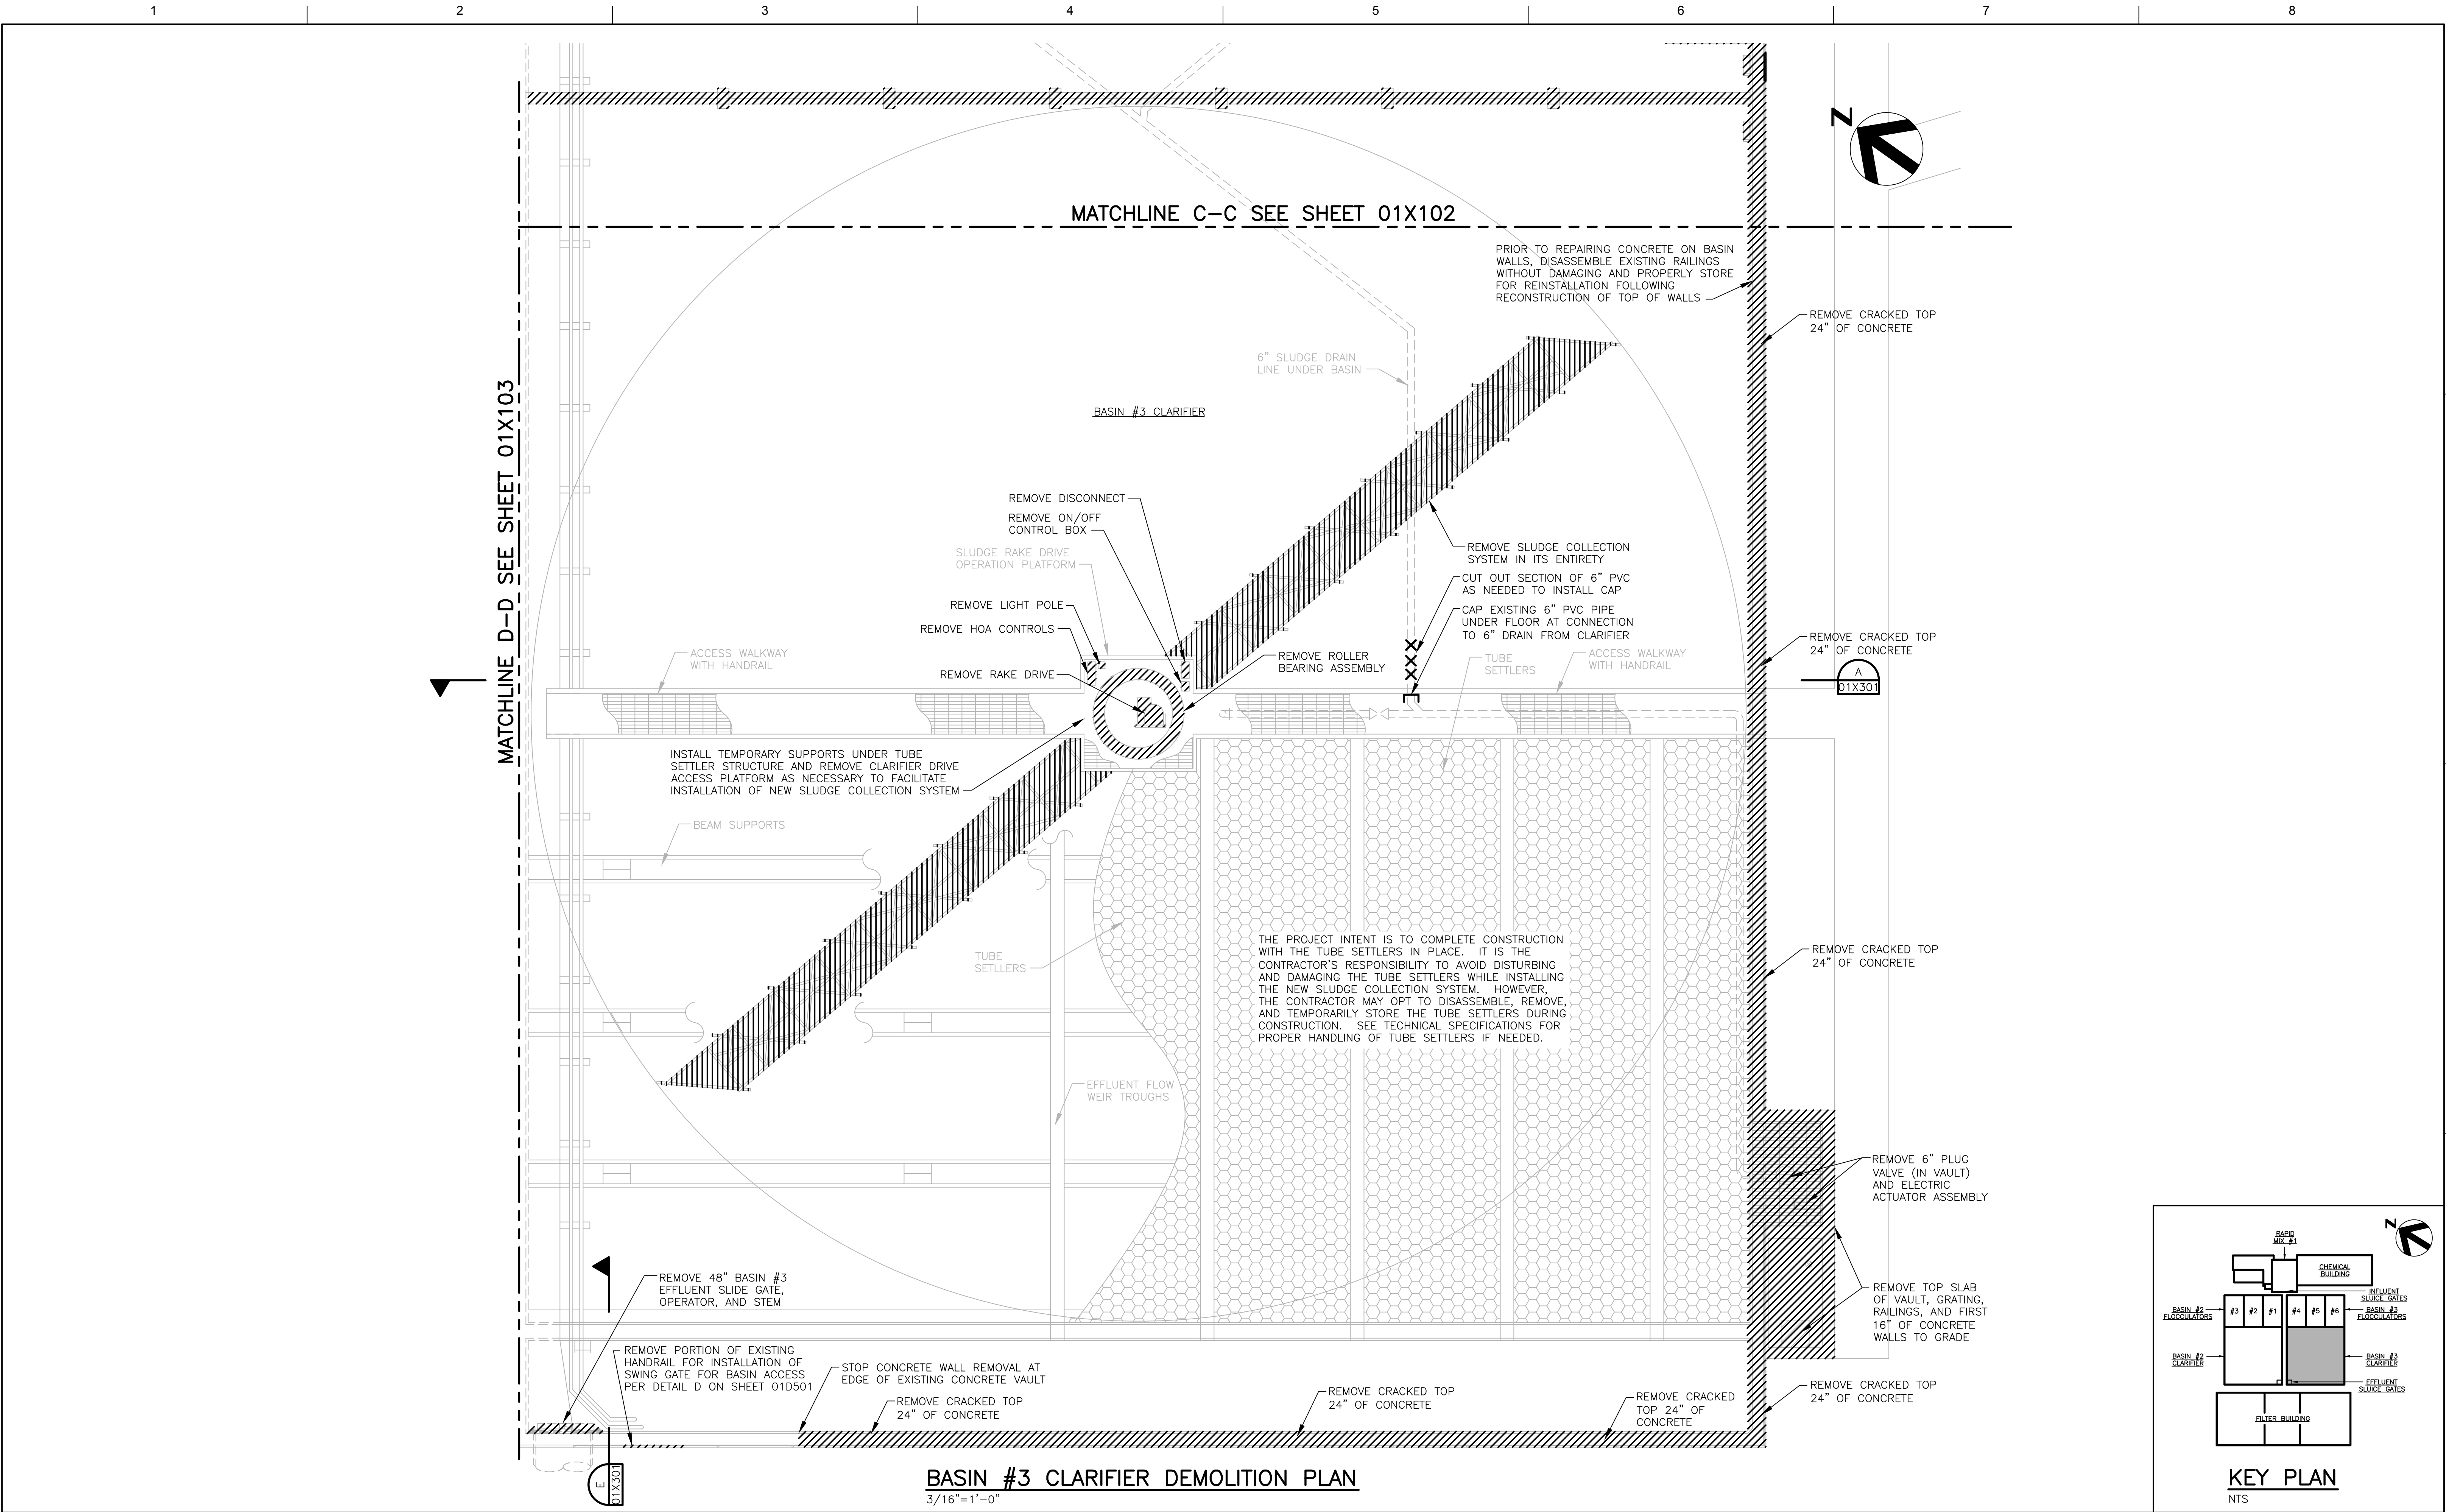 1
2
3
4
5
6
7
8
N
MATCHLINE C-C SEE SHEET 01X102
MATCHLINE D-D SEE SHEET 01X103
PRIOR TO REPAIRING CONCRETE ON BASIN
WALLS, DISASSEMBLE EXISTING RAILINGS
WITHOUT DAMAGING AND PROPERLY STORE
FOR REINSTALLATION FOLLOWING
RECONSTRUCTION OF TOP OF WALLS
REMOVE CRACKED TOP
24" OF CONCRETE
6" SLUDGE DRAIN
LINE UNDER BASIN
BASIN #3 CLARIFIER
REMOVE DISCONNECT
REMOVE ON/OFF
CONTROL BOX
SLUDGE RAKE DRIVE
OPERATION PLATFORM
REMOVE LIGHT POLE
REMOVE HOA CONTROLS
REMOVE RAKE DRIVE
REMOVE SLUDGE COLLECTION
SYSTEM IN ITS ENTIRETY
CUT OUT SECTION OF 6" PVC
AS NEEDED TO INSTALL CAP
CAP EXISTING 6" PVC PIPE
UNDER FLOOR AT CONNECTION
TO 6" DRAIN FROM CLARIFIER
REMOVE ROLLER
BEARING ASSEMBLY
TUBE
SETTLERS
ACCESS WALKWAY
WITH HANDRAIL
REMOVE CRACKED TOP
24" OF CONCRETE
A
01X301
ACCESS WALKWAY
WITH HANDRAIL
INSTALL TEMPORARY SUPPORTS UNDER TUBE
SETTLER STRUCTURE AND REMOVE CLARIFIER DRIVE
ACCESS PLATFORM AS NECESSARY TO FACILITATE
INSTALLATION OF NEW SLUDGE COLLECTION SYSTEM
BEAM SUPPORTS
TUBE
SETLLERS
THE PROJECT INTENT IS TO COMPLETE CONSTRUCTION
WITH THE TUBE SETTLERS IN PLACE. IT IS THE
CONTRACTOR'S RESPONSIBILITY TO AVOID DISTURBING
AND DAMAGING THE TUBE SETTLERS WHILE INSTALLING
THE NEW SLUDGE COLLECTION SYSTEM. HOWEVER,
THE CONTRACTOR MAY OPT TO DISASSEMBLE, REMOVE,
AND TEMPORARILY STORE THE TUBE SETTLERS DURING
CONSTRUCTION. SEE TECHNICAL SPECIFICATIONS FOR
PROPER HANDLING OF TUBE SETTLERS IF NEEDED.
REMOVE CRACKED TOP
24" OF CONCRETE
EFFLUENT FLOW
WEIR TROUGHS
REMOVE 6" PLUG
VALVE (IN VAULT)
AND ELECTRIC
ACTUATOR ASSEMBLY
REMOVE TOP SLAB
OF VAULT, GRATING,
RAILINGS, AND FIRST
16" OF CONCRETE
WALLS TO GRADE
REMOVE 48" BASIN #3
EFFLUENT SLIDE GATE,
OPERATOR, AND STEM
REMOVE PORTION OF EXISTING
HANDRAIL FOR INSTALLATION OF
SWING GATE FOR BASIN ACCESS
PER DETAIL D ON SHEET 01D501
STOP CONCRETE WALL REMOVAL AT
EDGE OF EXISTING CONCRETE VAULT
REMOVE CRACKED TOP
24" OF CONCRETE
REMOVE CRACKED TOP
24" OF CONCRETE
REMOVE CRACKED
TOP 24" OF
CONCRETE
REMOVE CRACKED TOP
24" OF CONCRETE
E
01X301
BASIN #3 CLARIFIER DEMOLITION PLAN
3/16"=1'-0"
N
RAPID
MIX #1
CHEMICAL
BUILDING
INFLUENT
SLUICE GATES
BASIN #2
FLOCCULATORS
#3
#2
#1
#4
#5
#6
BASIN #3
FLOCCULATORS
BASIN #2
CLARIFIER
BASIN #3
CLARIFIER
EFFLUENT
SLUICE GATES
FILTER BUILDING
KEY PLAN
NTS